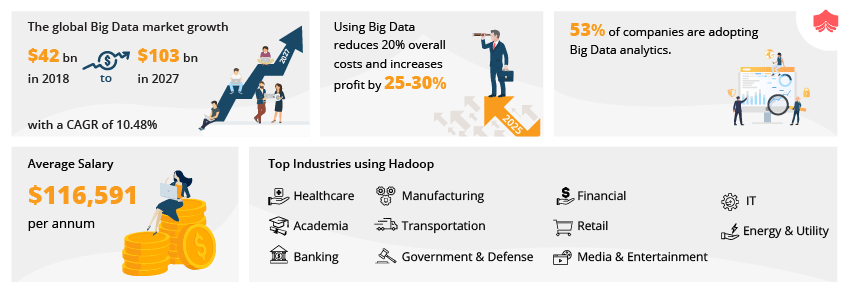 The global Big Data market growth
$42 bn
in 2018
to
$103 bn
in 2027
with a CAGR of 10.48%
2027
Using Big Data
reduces 20% overall
costs and increases
profit by 25-30%
2025
53% of companies are adopting
Big Data analytics.
Average Salary
$116,591
per annum
Top Industries using Hadoop
Healthcare
Manufacturing
Financial
IT
Academia
Transportation
Retail
Energy & Utility
Banking
Government & Defense
Media & Entertainment